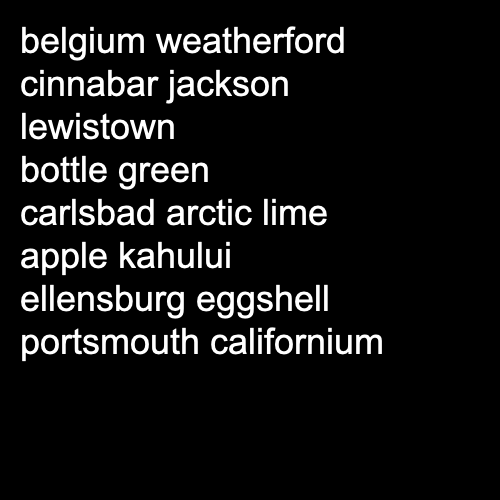 belgium weatherford
cinnabar jackson
lewistown
bottle green
carlsbad arctic lime
apple kahului
ellensburg eggshell
portsmouth californium